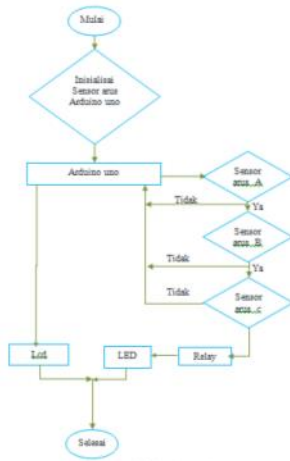 Mulai
Inisialisai
Sensor arus
Arduino uno
Arduino uno
Sensor
arus A
Tidak
Ya
Sensor
arus B
Tidak
Ya
Tidak
Sensor
arus c
Lcd
LED
Relay
Selesai